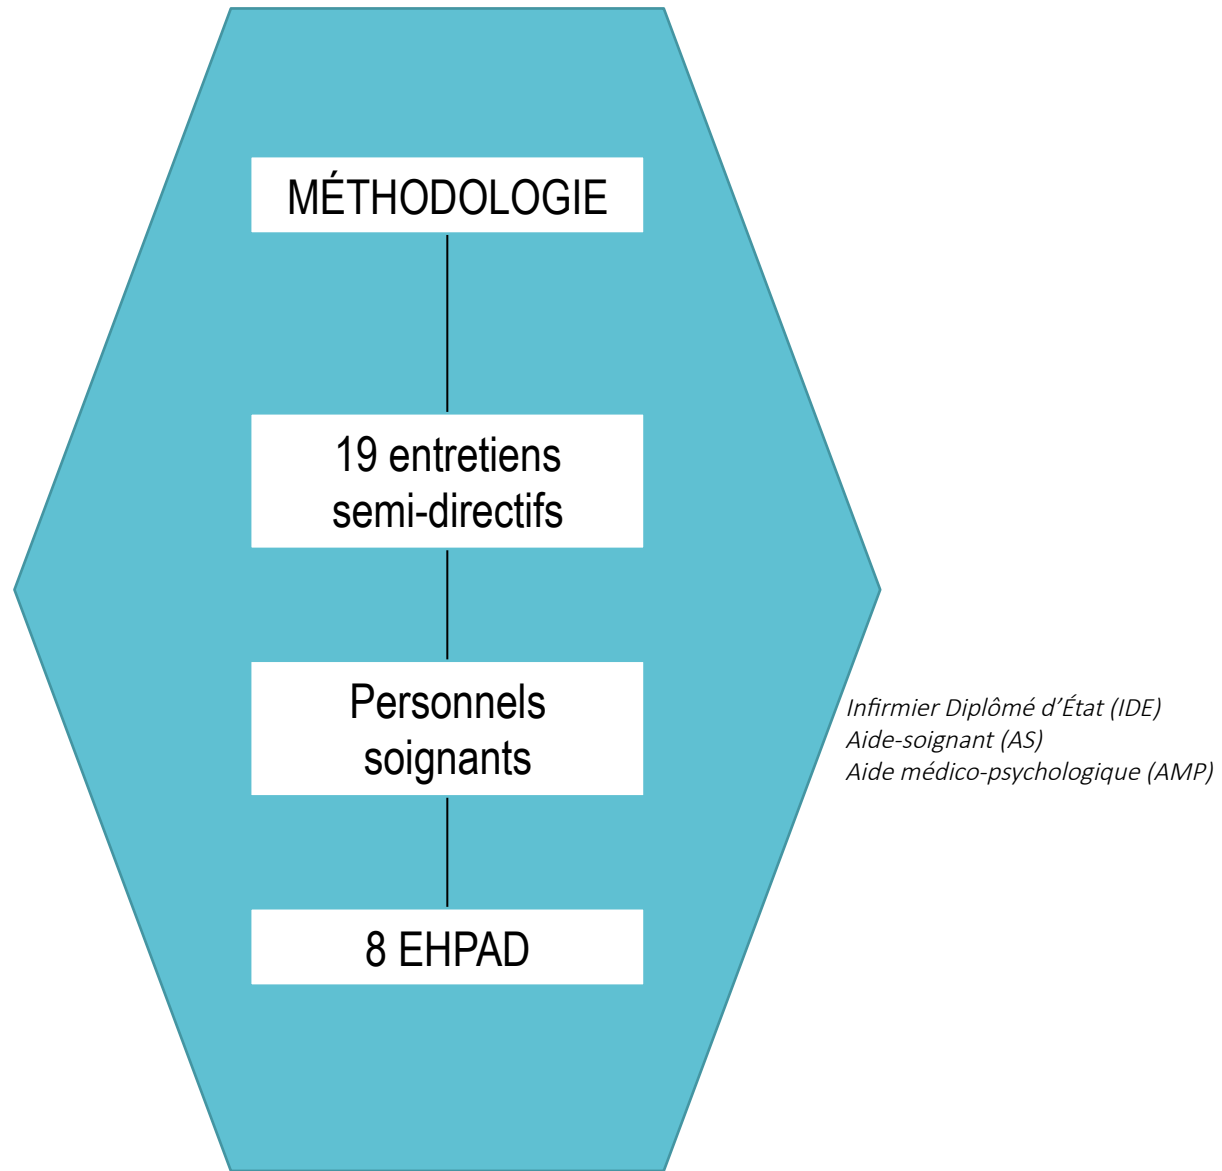 MÉTHODOLOGIE
19 entretiens
semi-directifs
Personnels
soignants
Infirmier Diplômé d’État (IDE)
Aide-soignant (AS)
Aide médico-psychologique (AMP)
8 EHPAD